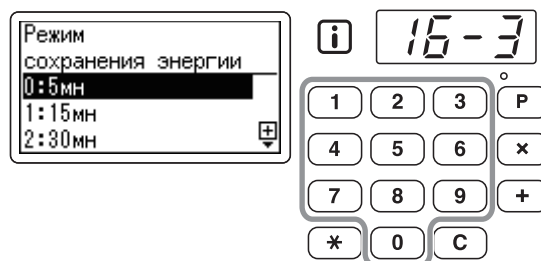 Режим
сохранения энергии
0:5мн
1:15мн
2:30мн
i
16-3
1 2 3 P
4 5 6 ×
7 8 9 +
* 0 C